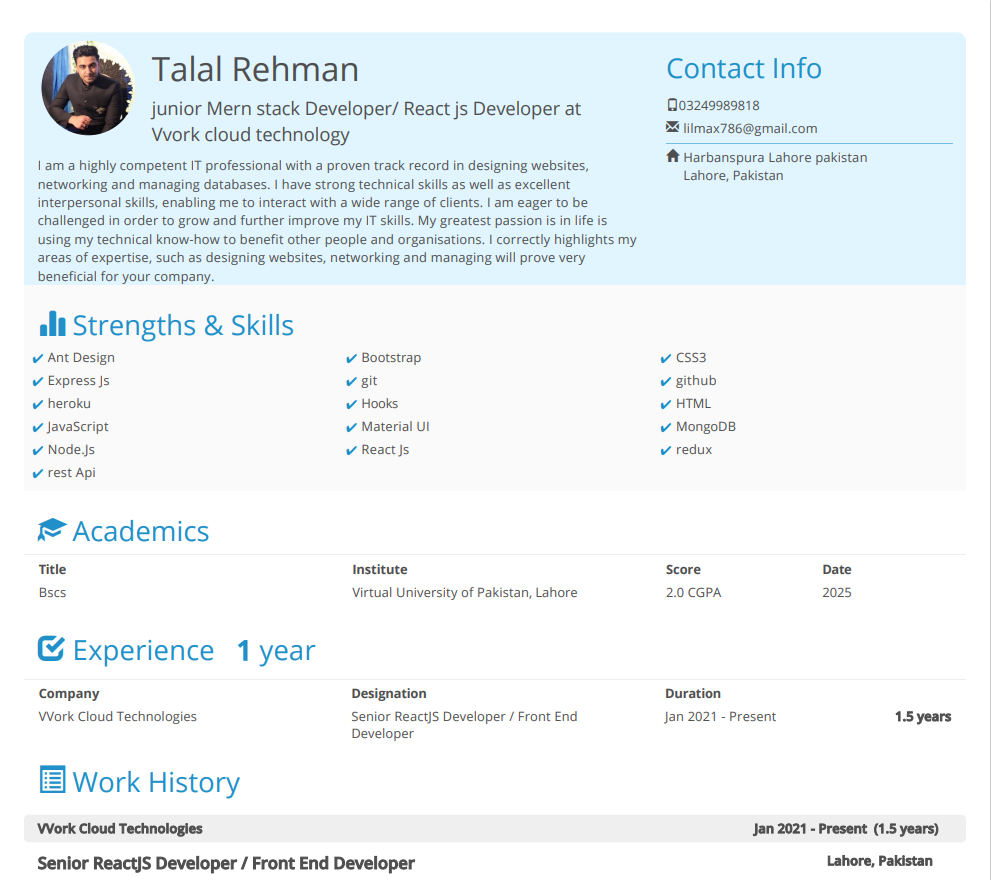 Talal Rehman
junior Mern stack Developer/ React js Developer at
Vvork cloud technology
I am a highly competent IT professional with a proven track record in designing websites,
networking and managing databases. I have strong technical skills as well as excellent
interpersonal skills, enabling me to interact with a wide range of clients. I am eager to be
challenged in order to grow and further improve my IT skills. My greatest passion is in life is
using my technical know-how to benefit other people and organisations. I correctly highlights my
areas of expertise, such as designing websites, networking and managing will prove very
beneficial for your company.
Contact Info
03249989818
lilmax786@gmail.com
Harbanspura Lahore pakistan
Lahore, Pakistan
Strengths & Skills
Ant Design Bootstrap CSS3
Express Js git github
heroku Hooks HTML
JavaScript Material UI MongoDB
Node.Js React Js redux
rest Api
Academics
Title Institute Score Date
Bscs Virtual University of Pakistan, Lahore 2.0 CGPA 2025
Experience 1 year
Company Designation Duration
VWork Cloud Technologies Senior ReactJS Developer / Front End Jan 2021 - Present 1.5 years
Developer
Work History
VWork Cloud Technologies Jan 2021 - Present (1.5 years)
Senior ReactJS Developer / Front End Developer Lahore, Pakistan